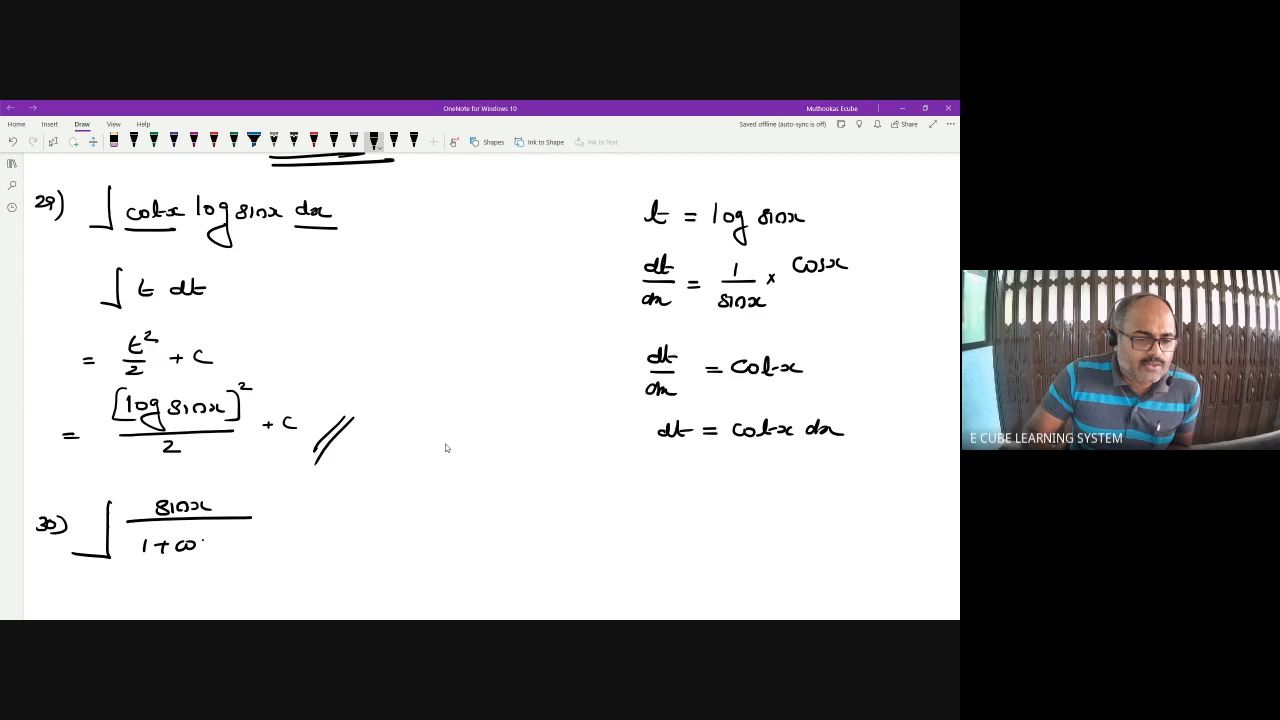 OneNote for Windows 10
Muthookas Ecube
Home Insert Draw View Help
Saved offline (auto-sync is off)
Share
Shapes
Ink to Shape
Ink to Text
29) ∫ cot x log sin x dx
∫ t dt
= t²/2 + C
= [log sin x]²/2 + C
30) ∫ sin x / 1 + co
t = log sin x
dt/dx = 1/sin x × cos x
dt/dx = cot x
dt = cot x dx
E CUBE LEARNING SYSTEM